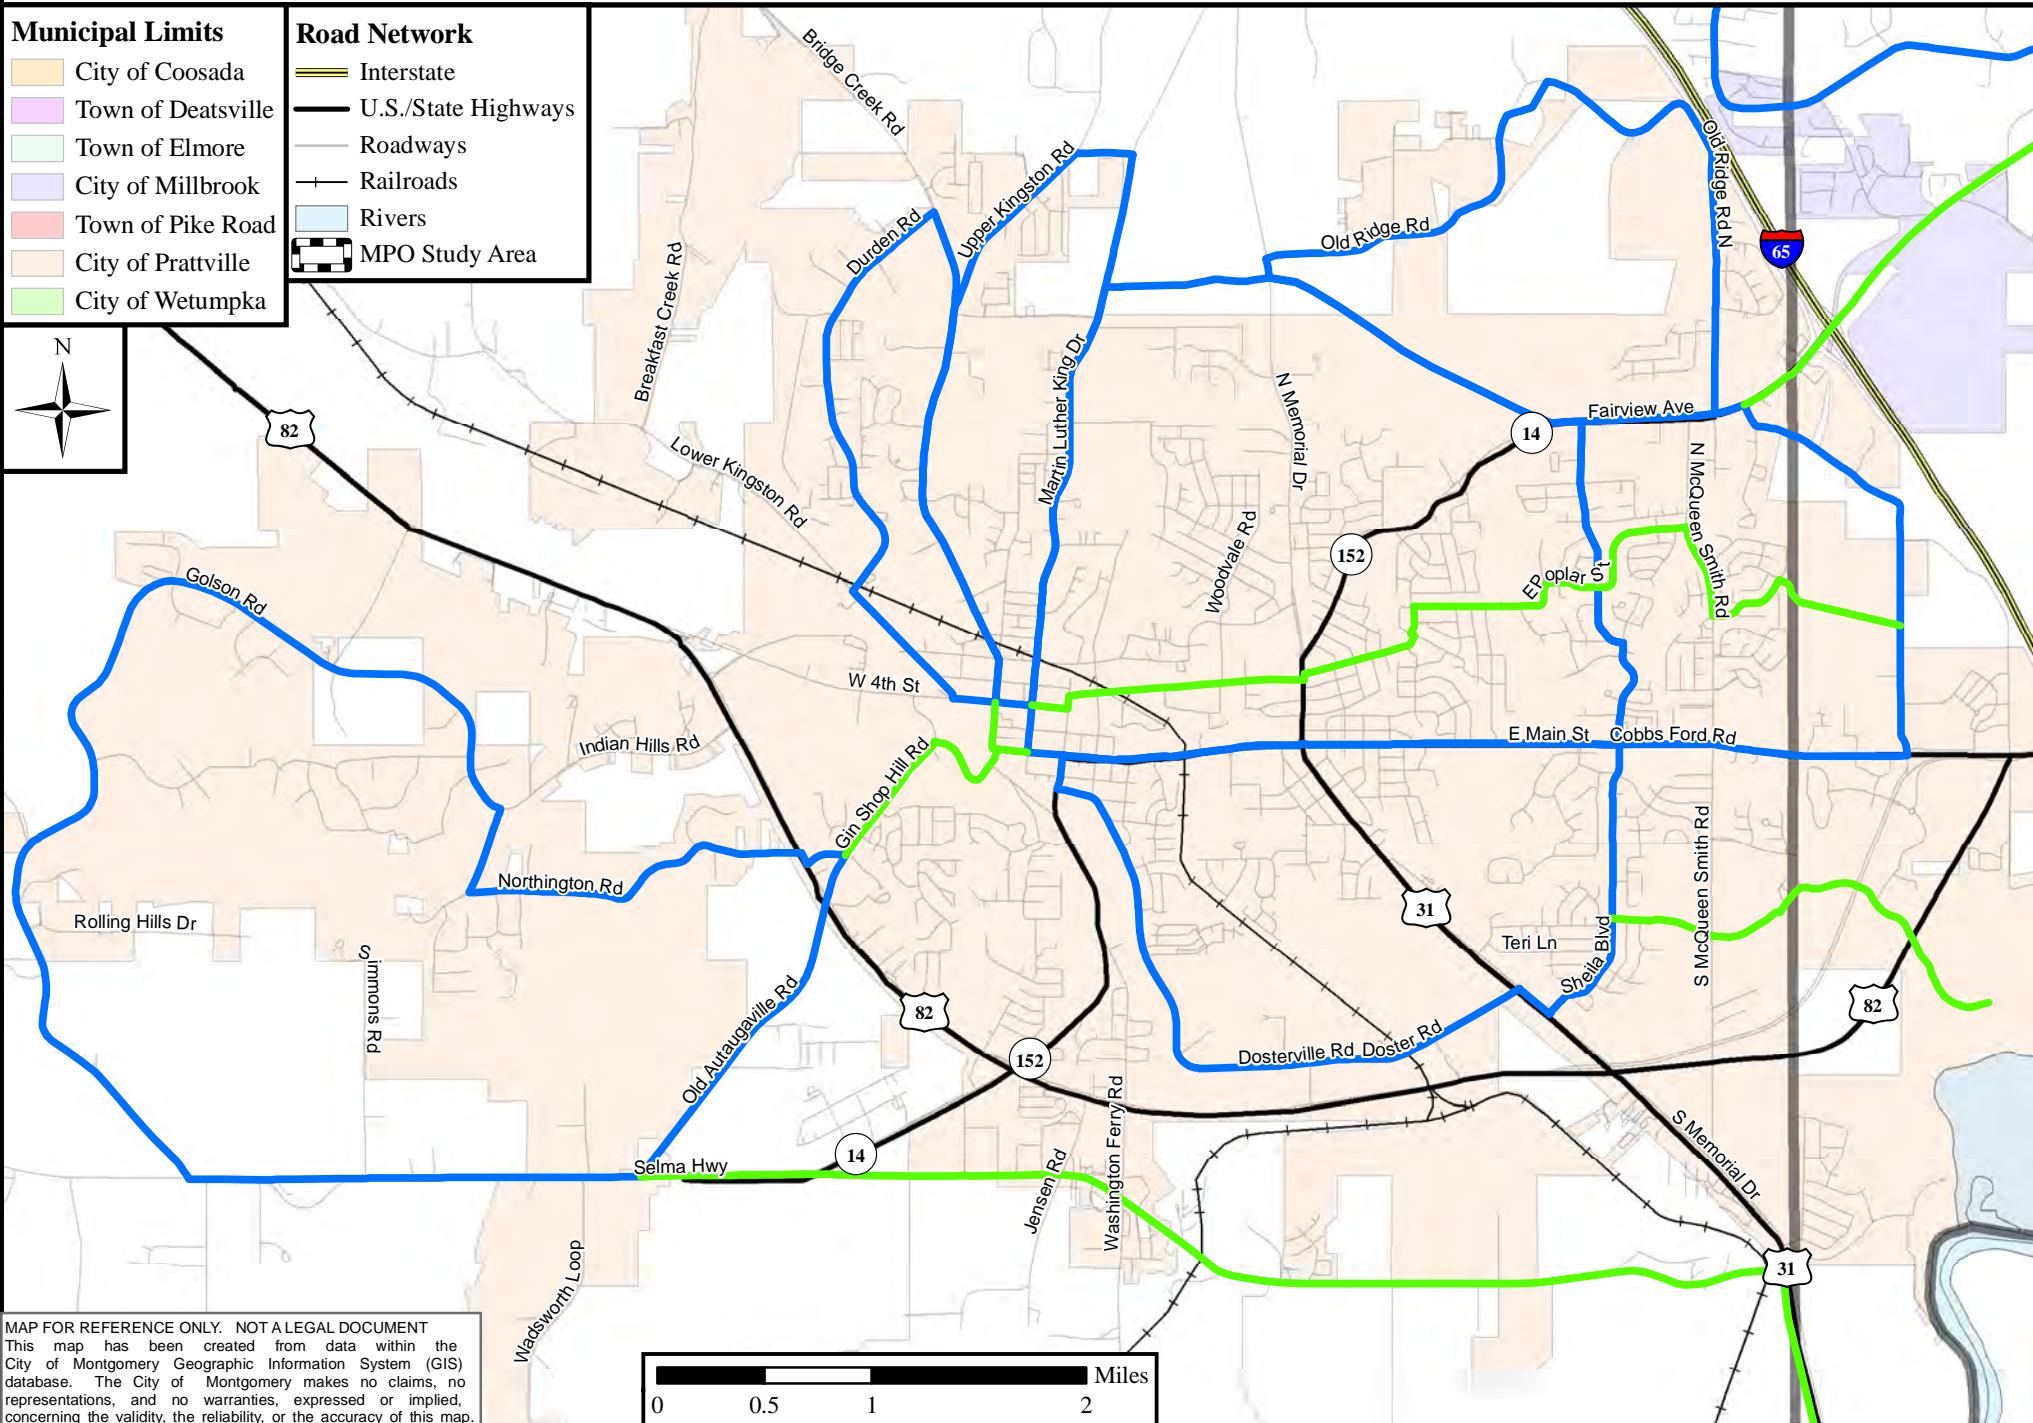 Municipal Limits
City of Coosada
Town of Deatsville
Town of Elmore
City of Millbrook
Town of Pike Road
City of Prattville
City of Wetumpka
Road Network
Interstate
U.S./State Highways
Roadways
Railroads
Rivers
MPO Study Area
N
Bridge Creek Rd
Upper Kingston Rd
Durden Rd
Breakfast Creek Rd
Old Ridge Rd
Old Ridge Rd N
65
82
Lower Kingston Rd
Martin Luther King Dr
N Memorial Dr
Fairview Ave
14
N McQueen Smith Rd
152
Woodvale Rd
EPoplar St
Golson Rd
W 4th St
Indian Hills Rd
E Main St
Cobbs Ford Rd
Gin Shop Hill Rd
Northington Rd
Rolling Hills Dr
Simmons Rd
31
Teri Ln
Sheila Blvd
S McQueen Smith Rd
82
82
Old Autaugaville Rd
152
Dosterville Rd
Doster Rd
Selma Hwy
14
Jensen Rd
Washington Ferry Rd
S Memorial Dr
31
Wadsworth Loop
MAP FOR REFERENCE ONLY. NOT A LEGAL DOCUMENT
This map has been created from data within the
City of Montgomery Geographic Information System (GIS)
database. The City of Montgomery makes no claims, no
representations, and no warranties, expressed or implied,
concerning the validity, the reliability, or the accuracy of this map.
Miles
0 0.5 1 2